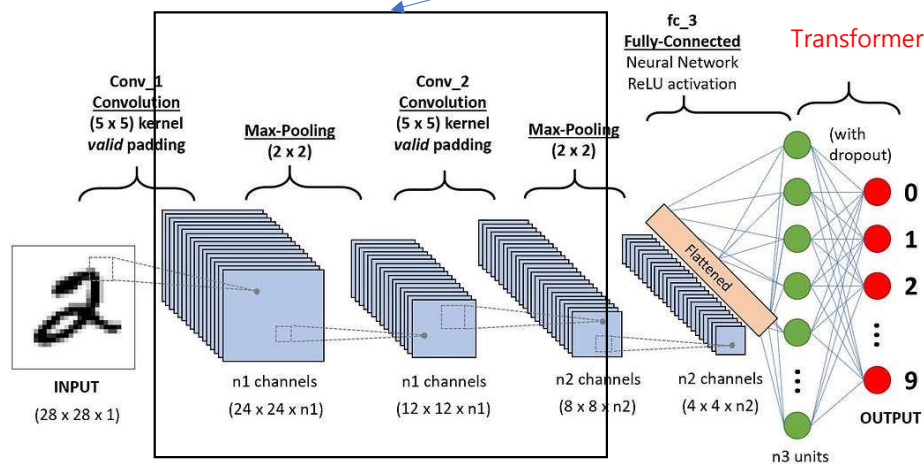 fc_3
Fully-Connected
Neural Network
ReLU activation
Transformer
Conv_1
Convolution
(5 x 5) kernel
valid padding
Max-Pooling
(2 x 2)
Conv_2
Convolution
(5 x 5) kernel
valid padding
Max-Pooling
(2 x 2)
(with
dropout)
0
1
2
9
Flattened
INPUT
(28 x 28 x 1)
n1 channels
(24 x 24 x n1)
n1 channels
(12 x 12 x n1)
n2 channels
(8 x 8 x n2)
n2 channels
(4 x 4 x n2)
n3 units
OUTPUT
2